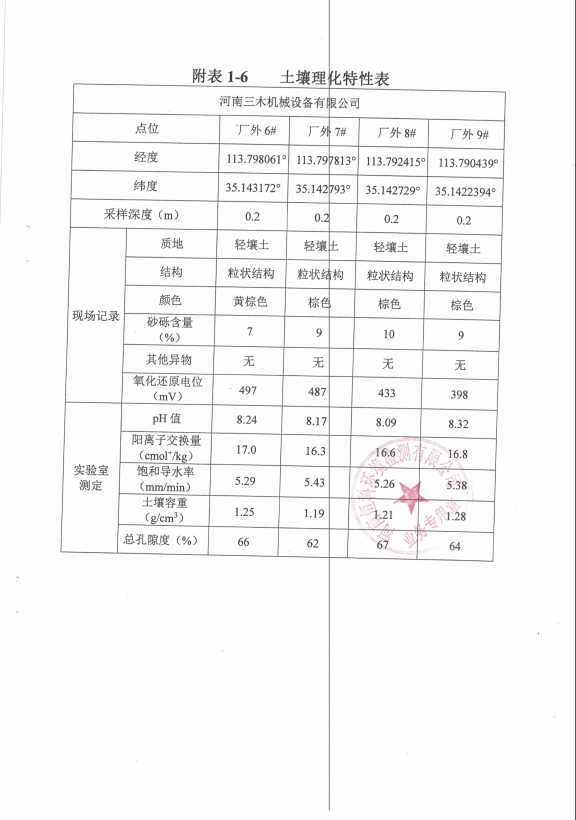 附表 1-6 土壤理化特性表
河南三木机械设备有限公司
点位 厂外 6# 厂外 7# 厂外 8# 厂外 9#
经度 113.798061° 113.797813° 113.792415° 113.790439°
纬度 35.143172° 35.142793° 35.142729° 35.1422394°
采样深度（m） 0.2 0.2 0.2 0.2
现场记录
质地 轻壤土 轻壤土 轻壤土 轻壤土
结构 粒状结构 粒状结构 粒状结构 粒状结构
颜色 黄棕色 棕色 棕色 棕色
砂砾含量
（%） 7 9 10 9
其他异物 无 无 无 无
氧化还原电位
（mV） 497 487 433 398
实验室
测定
pH 值 8.24 8.17 8.09 8.32
阳离子交换量
（cmol⁺/kg） 17.0 16.3 16.6 16.8
饱和导水率
（mm/min） 5.29 5.43 5.26 5.38
土壤容重
（g/cm³） 1.25 1.19 1.21 1.28
总孔隙度（%） 66 62 67 64
业务专用章